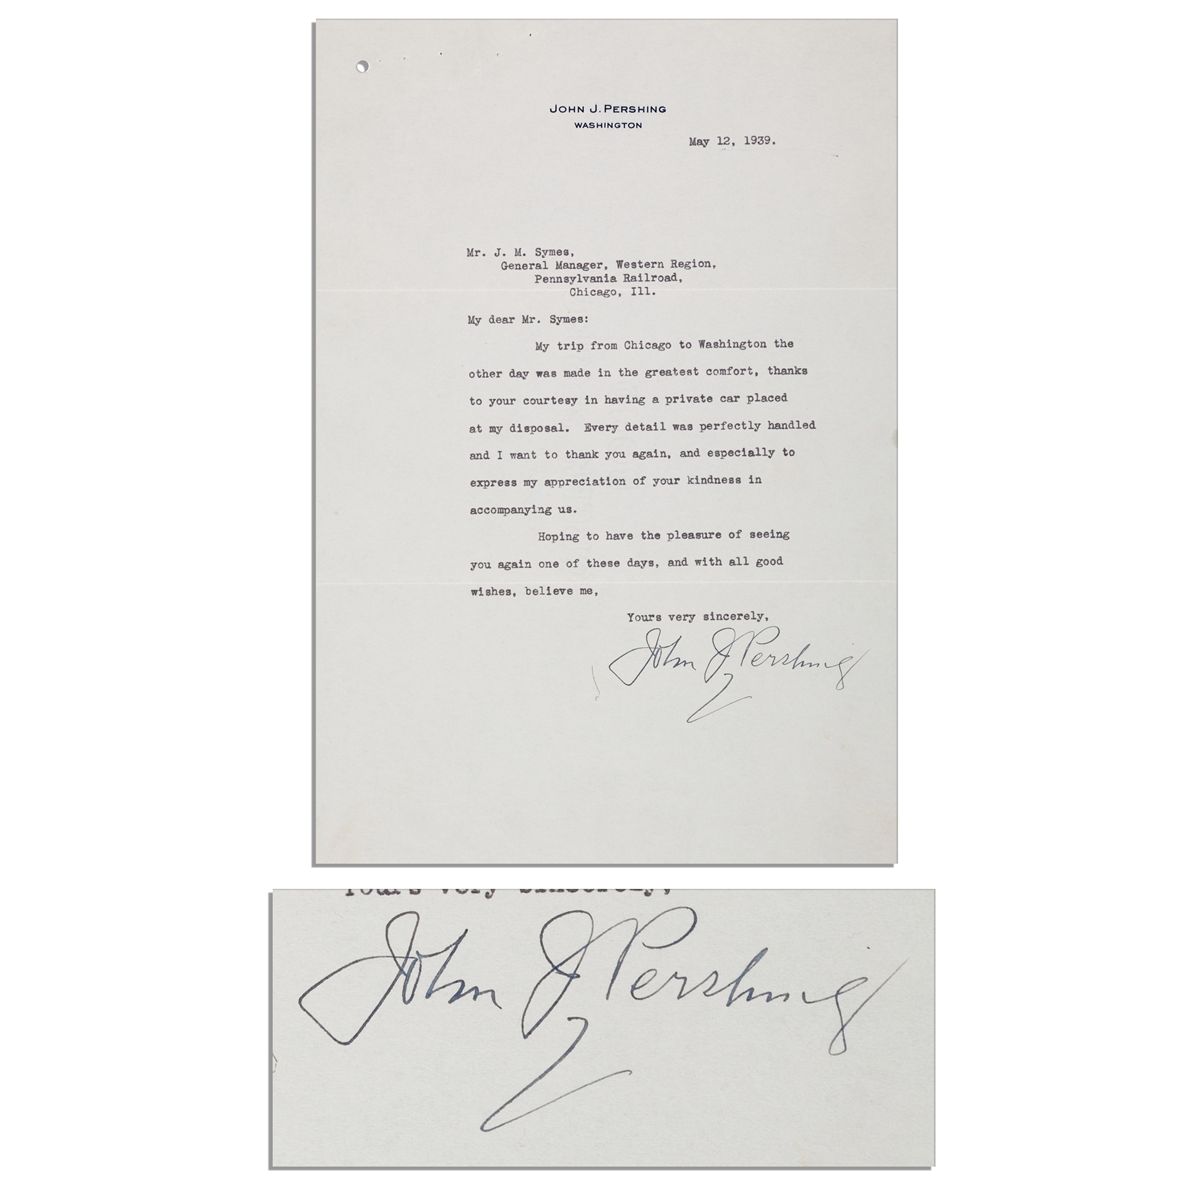 JOHN J. PERSHING
WASHINGTON
May 12, 1939.
Mr. J. M. Symes,
General Manager, Western Region,
Pennsylvania Railroad,
Chicago, Ill.
My dear Mr. Symes:
My trip from Chicago to Washington the
other day was made in the greatest comfort, thanks
to your courtesy in having a private car placed
at my disposal. Every detail was perfectly handled
and I want to thank you again, and especially to
express my appreciation of your kindness in
accompanying us.
Hoping to have the pleasure of seeing
you again one of these days, and with all good
wishes, believe me,
Yours very sincerely,
John J Pershing
Yours very sincerely,
John J Pershing